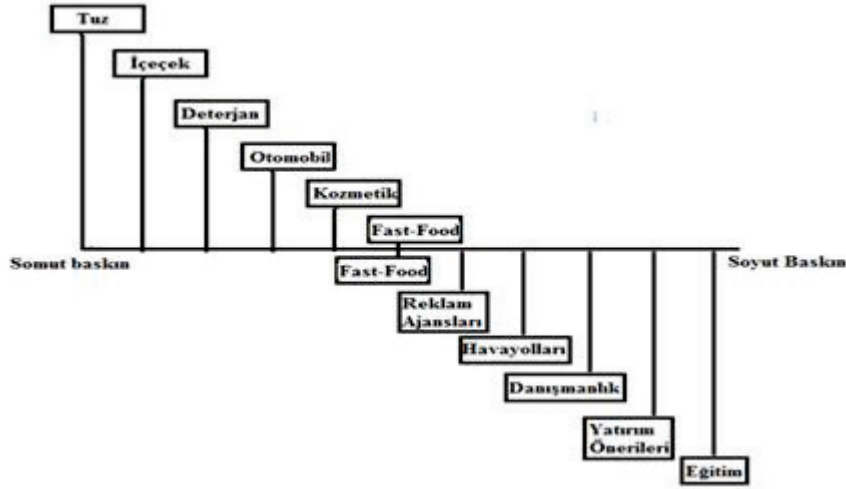 Tuz
İçeçek
Deterjan
Otomobil
Kozmetik
Fast-Food
Somut baskın
Soyut Baskın
Fast-Food
Reklam
Ajansları
Havayolları
Danışmanlık
Yatırım
Önerileri
Eğitim